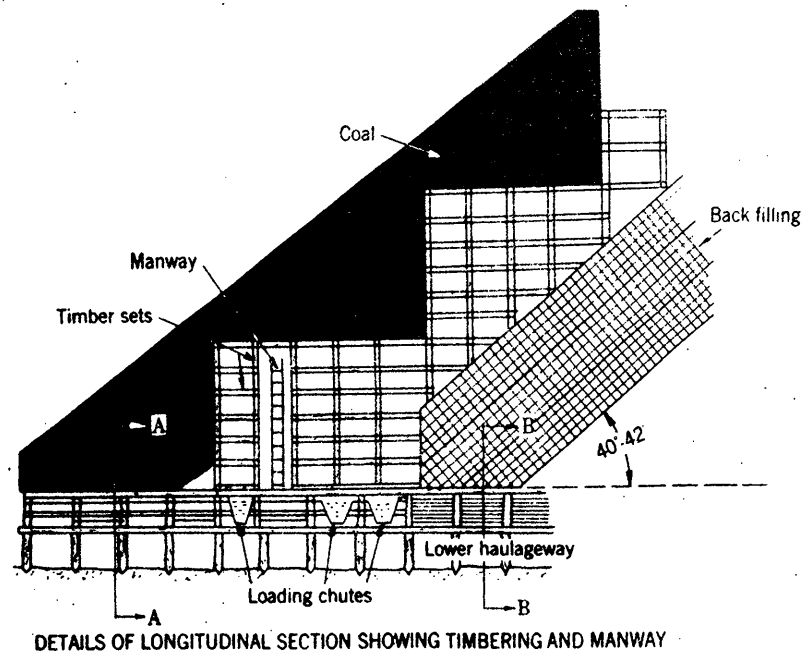 Coal
Back filling
Manway
Timber sets
A
B
40°-42°
Lower haulageway
Loading chutes
A
B
DETAILS OF LONGITUDINAL SECTION SHOWING TIMBERING AND MANWAY